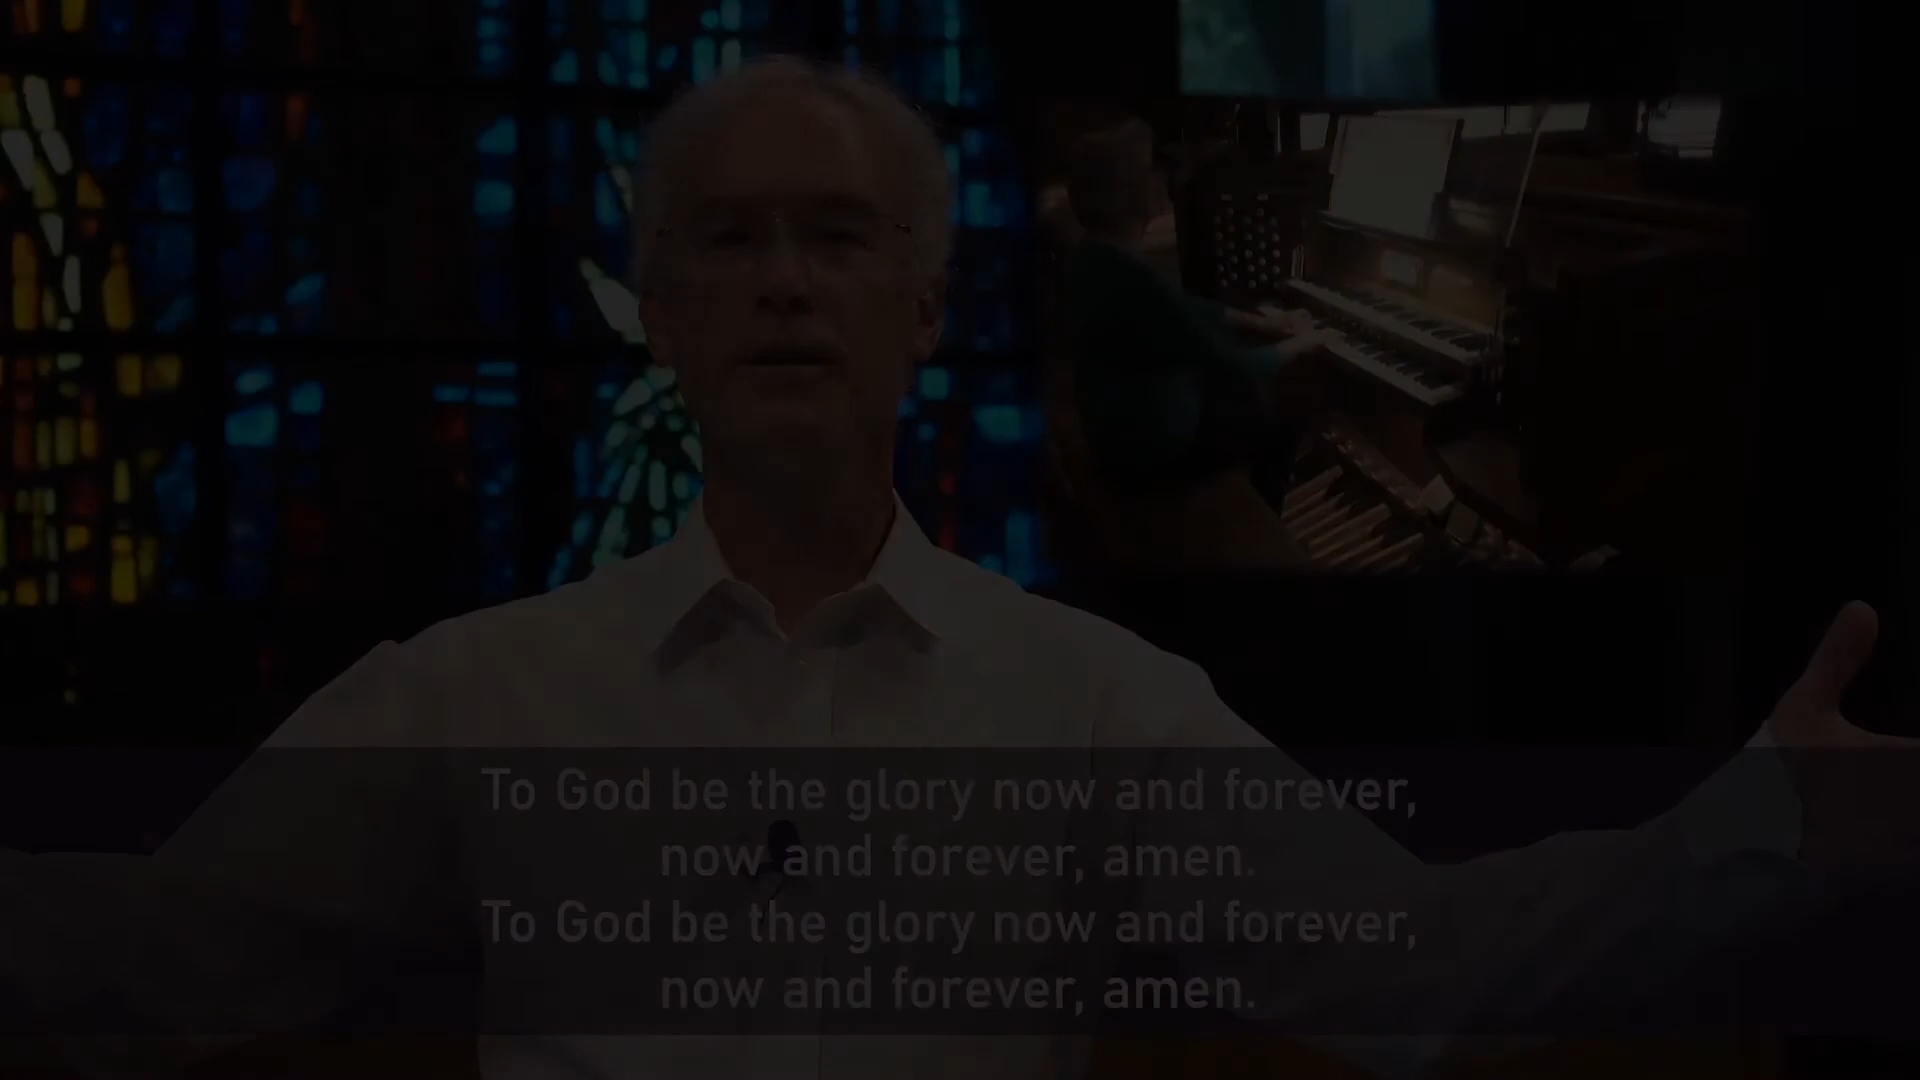 To God be the glory now and forever,
now and forever, amen.
To God be the glory now and forever,
now and forever, amen.